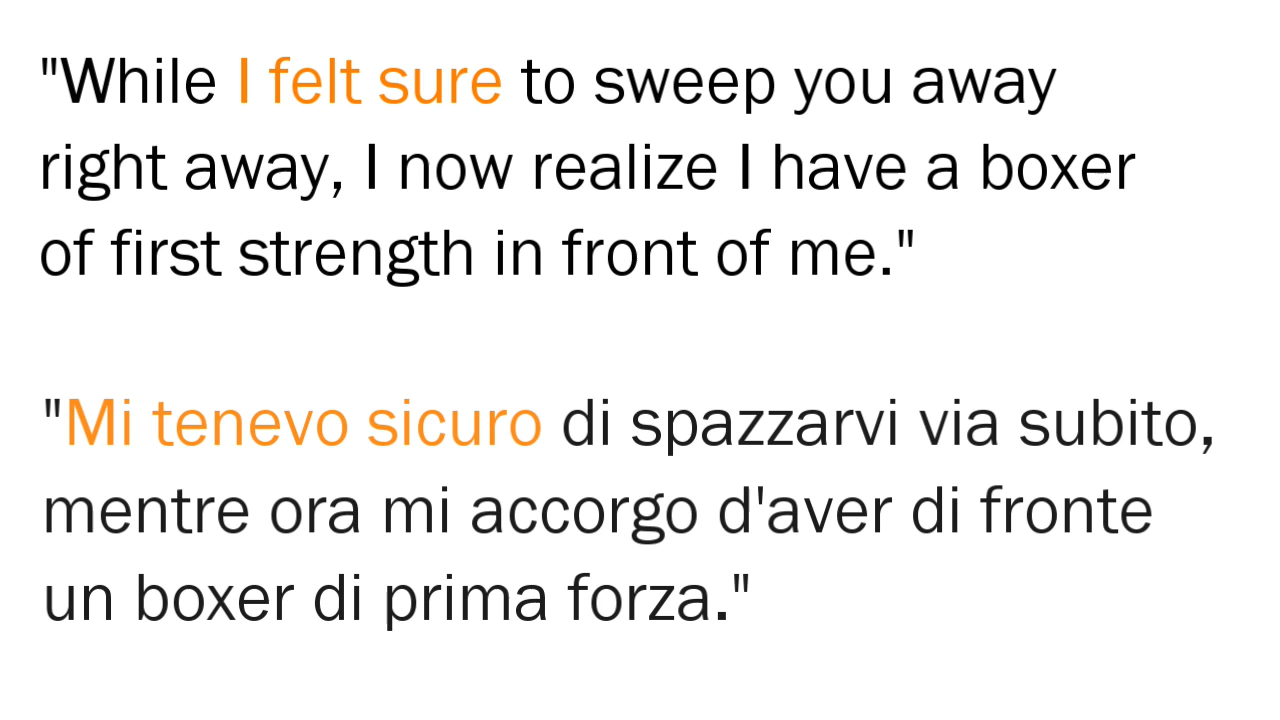 "While I felt sure to sweep you away
right away, I now realize I have a boxer
of first strength in front of me."
"Mi tenevo sicuro di spazzarvi via subito,
mentre ora mi accorgo d'aver di fronte
un boxer di prima forza."